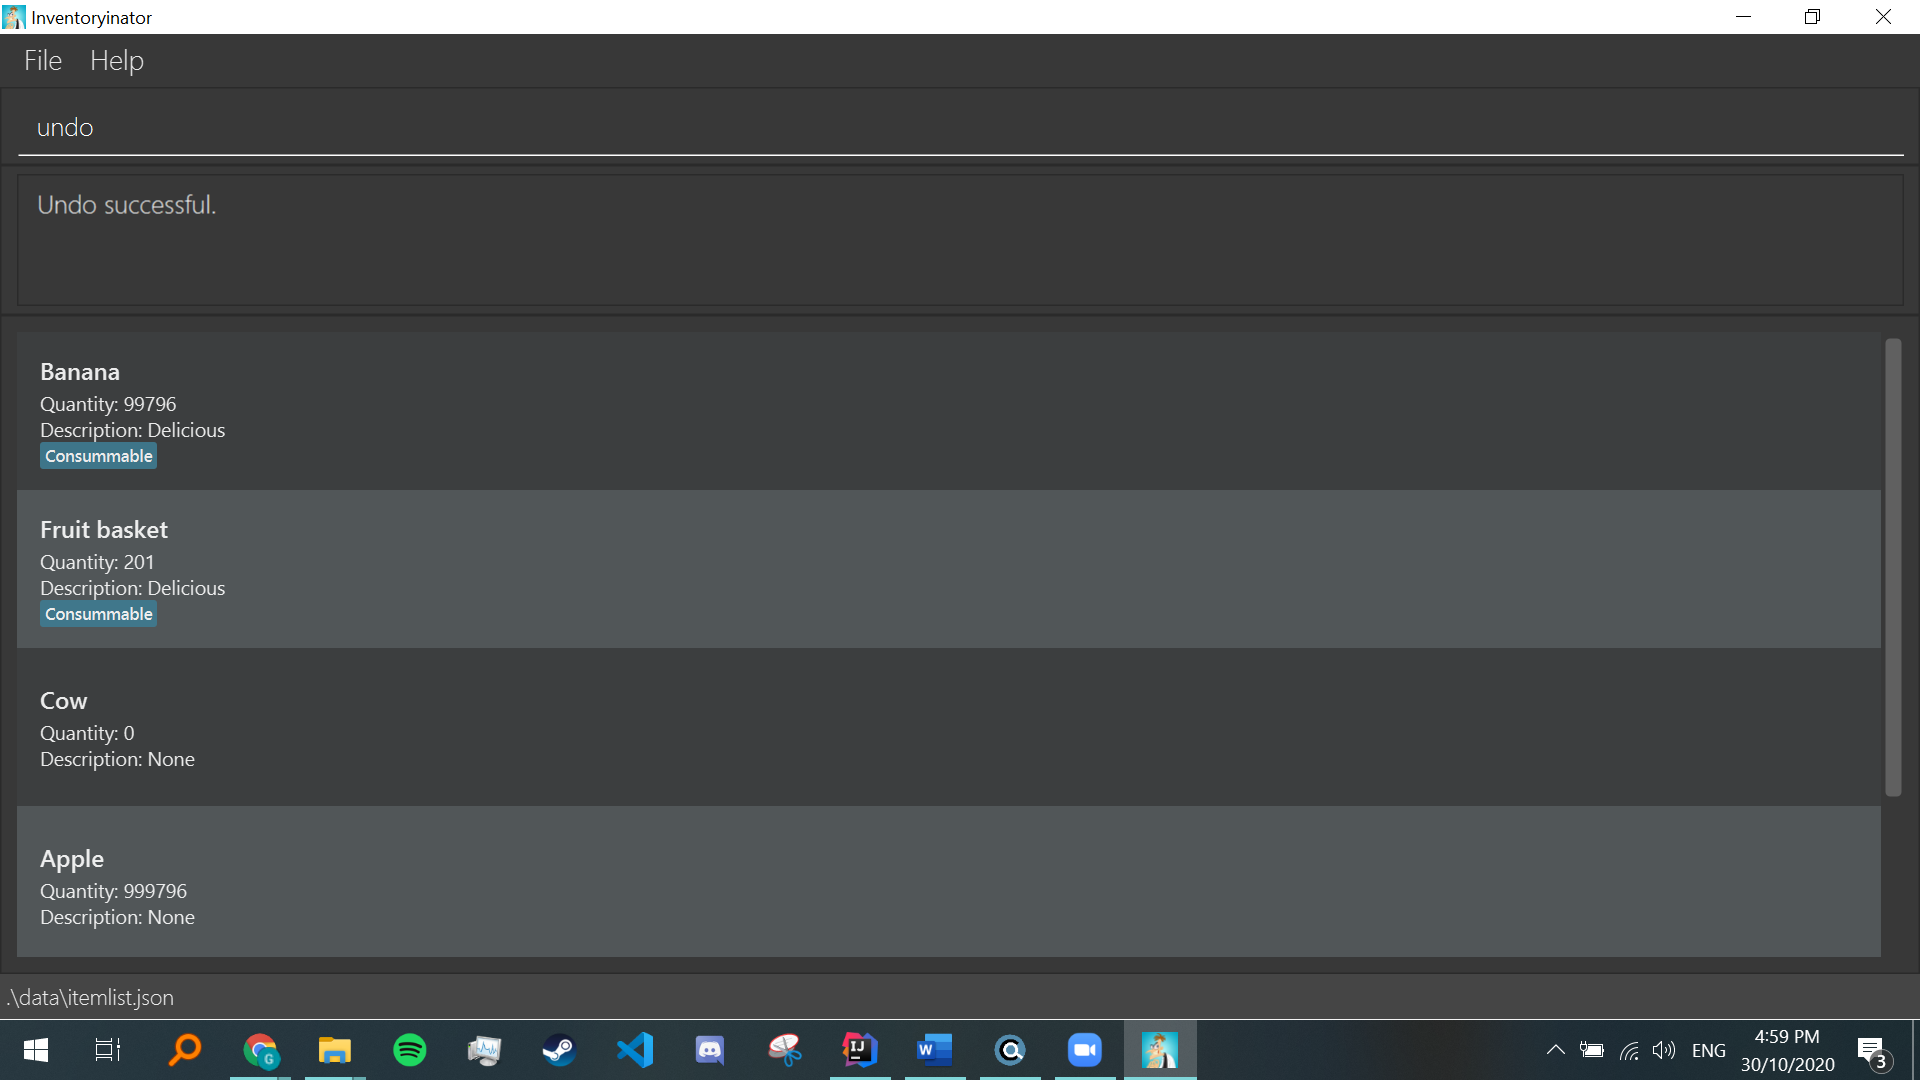 Inventoryinator
File Help
undo
Undo successful.
Banana
Quantity: 99796
Description: Delicious
Consummable
Fruit basket
Quantity: 201
Description: Delicious
Consummable
Cow
Quantity: 0
Description: None
Apple
Quantity: 999796
Description: None
.\data\itemlist.json
G
IJ
W
ENG
4:59 PM
30/10/2020
3